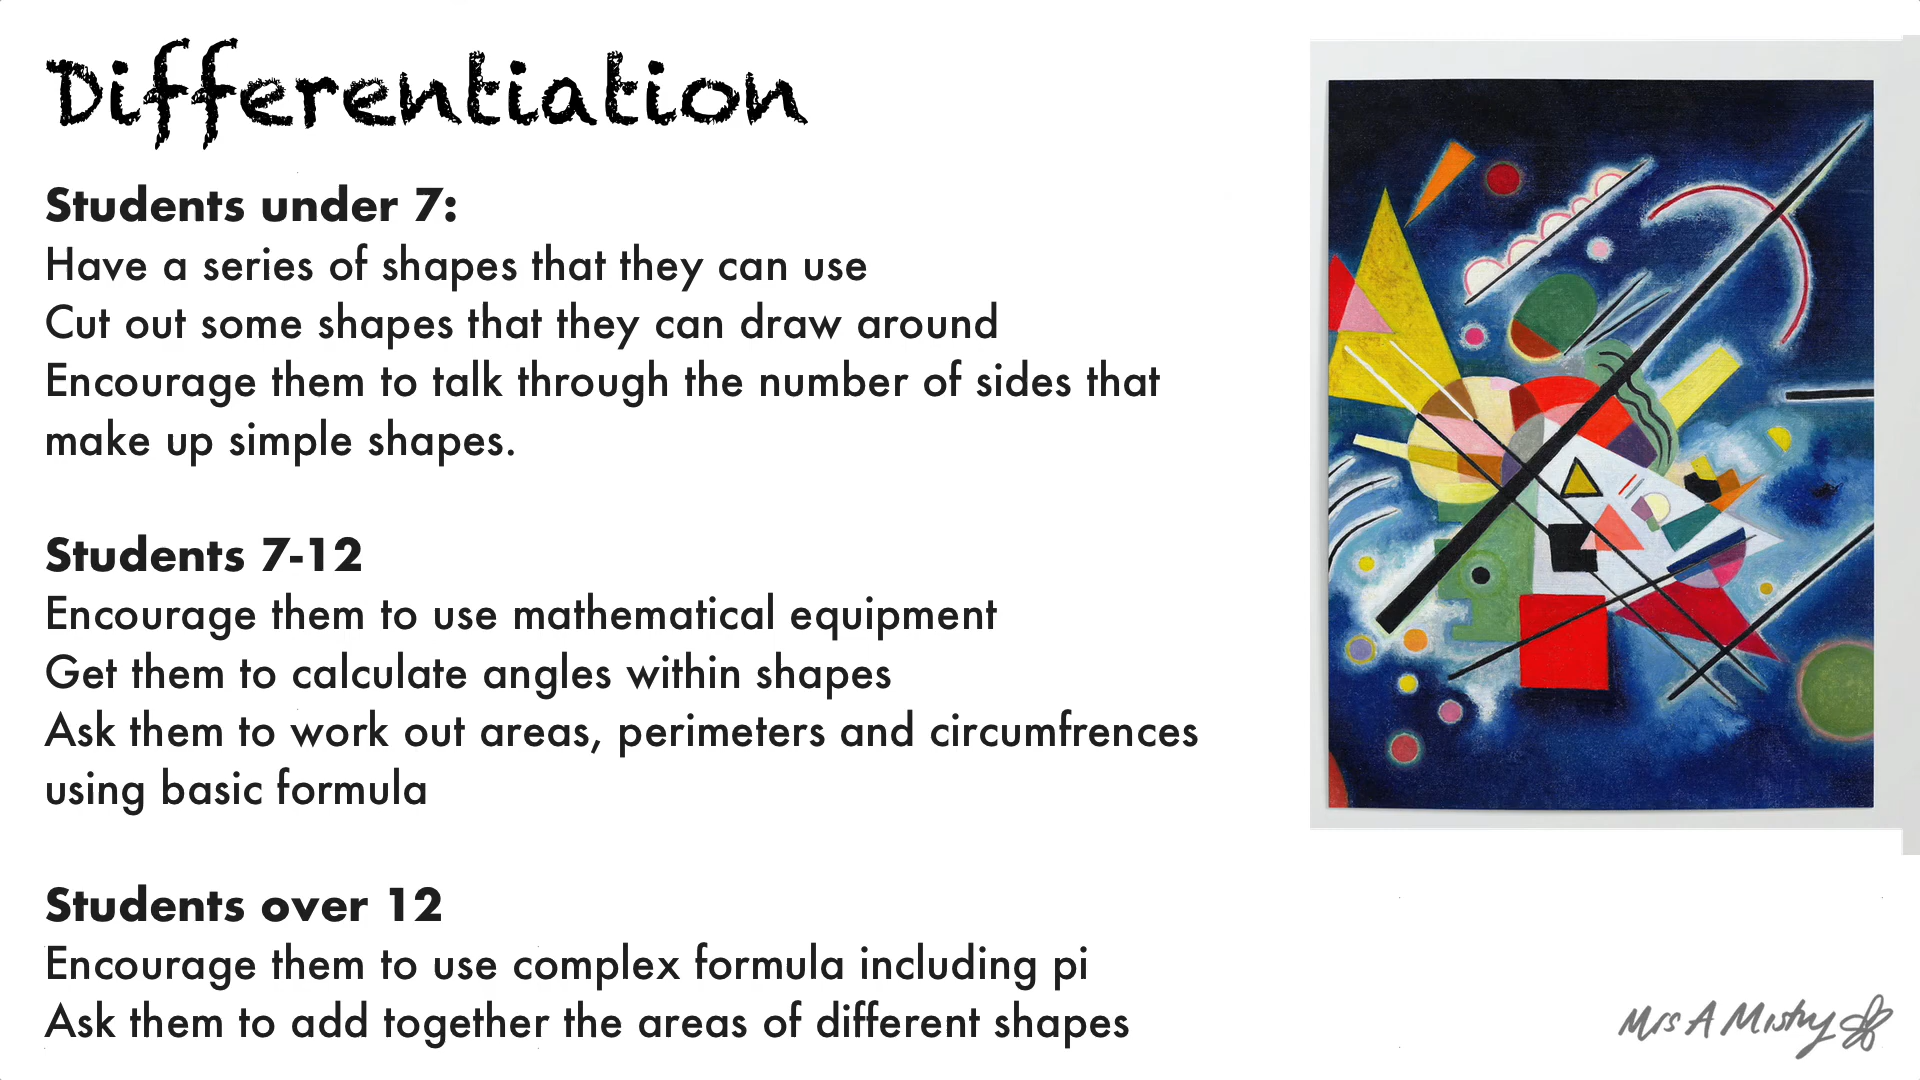 Differentiation
Students under 7:
Have a series of shapes that they can use
Cut out some shapes that they can draw around
Encourage them to talk through the number of sides that
make up simple shapes.
Students 7-12
Encourage them to use mathematical equipment
Get them to calculate angles within shapes
Ask them to work out areas, perimeters and circumfrences
using basic formula
Students over 12
Encourage them to use complex formula including pi
Ask them to add together the areas of different shapes
Mrs A Mistry